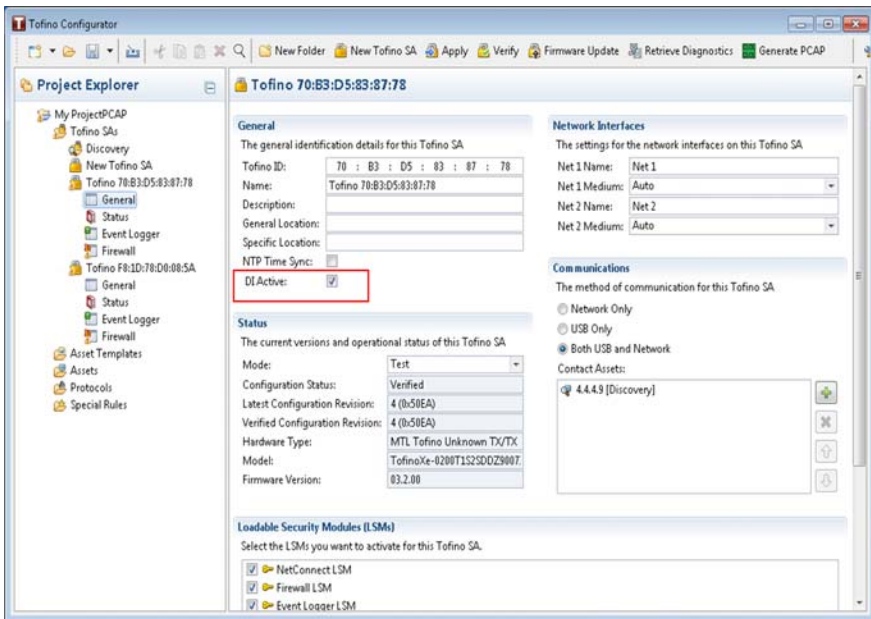 Tofino Configurator
New Folder New Tofino SA Apply Verify Firmware Update Retrieve Diagnostics Generate PCAP
Project Explorer
My ProjectPCAP
Tofino SAs
Discovery
New Tofino SA
Tofino 70:B3:D5:83:87:78
General
Status
Event Logger
Firewall
Tofino F8:1D:78:D0:08:5A
General
Status
Event Logger
Firewall
Asset Templates
Assets
Protocols
Special Rules
Tofino 70:B3:D5:83:87:78
General
The general identification details for this Tofino SA
Tofino ID: 70 : B3 : D5 : 83 : 87 : 78
Name: Tofino 70:B3:D5:83:87:78
Description:
General Location:
Specific Location:
NTP Time Sync:
DI Active:
Status
The current versions and operational status of this Tofino SA
Mode: Test
Configuration Status: Verified
Latest Configuration Revision: 4 (0x50EA)
Verified Configuration Revision: 4 (0x50EA)
Hardware Type: MTL Tofino Unknown TX/TX
Model: TofinoXe-0200T1S2SDDZ9007.
Firmware Version: 03.2.00
Network Interfaces
The settings for the network interfaces on this Tofino SA
Net 1 Name: Net 1
Net 1 Medium: Auto
Net 2 Name: Net 2
Net 2 Medium: Auto
Communications
The method of communication for this Tofino SA
Network Only
USB Only
Both USB and Network
Contact Assets:
4.4.4.9 [Discovery]
Loadable Security Modules (LSMs)
Select the LSMs you want to activate for this Tofino SA.
NetConnect LSM
Firewall LSM
Event Logger LSM